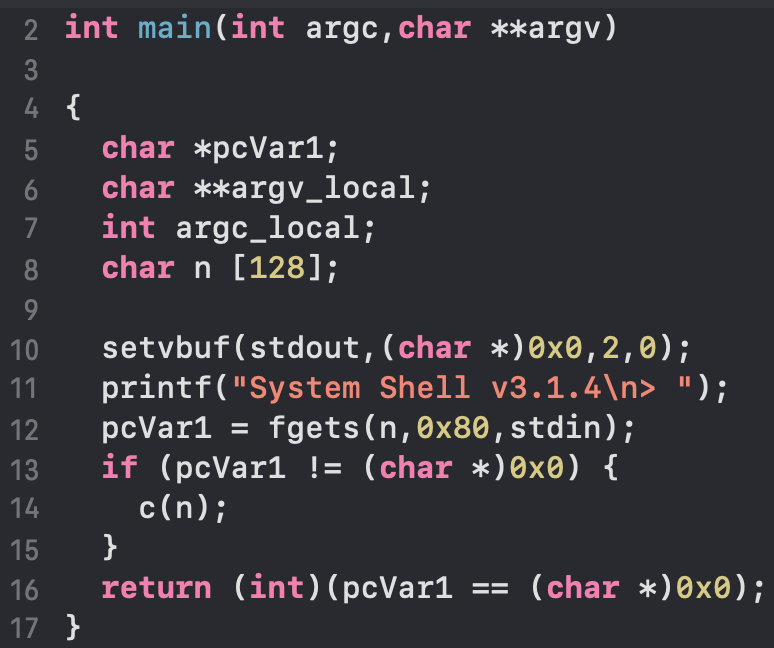 2 int main(int argc,char **argv)
3
4 {
5   char *pcVar1;
6   char **argv_local;
7   int argc_local;
8   char n [128];
9
10   setvbuf(stdout,(char *)0x0,2,0);
11   printf("System Shell v3.1.4\n> ");
12   pcVar1 = fgets(n,0x80,stdin);
13   if (pcVar1 != (char *)0x0) {
14     c(n);
15   }
16   return (int)(pcVar1 == (char *)0x0);
17 }